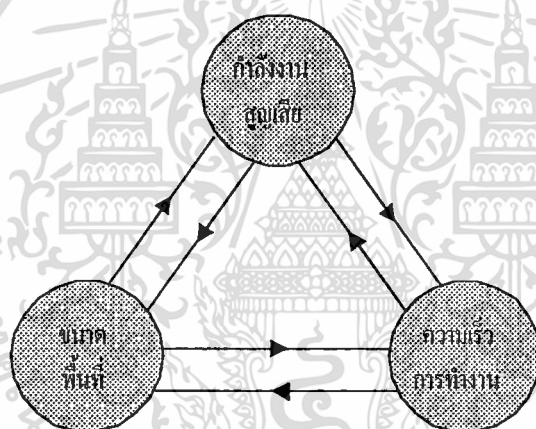 กำลังงาน
สูญเสีย
ขนาด
พื้นที่
ความเร็ว
การทำงาน